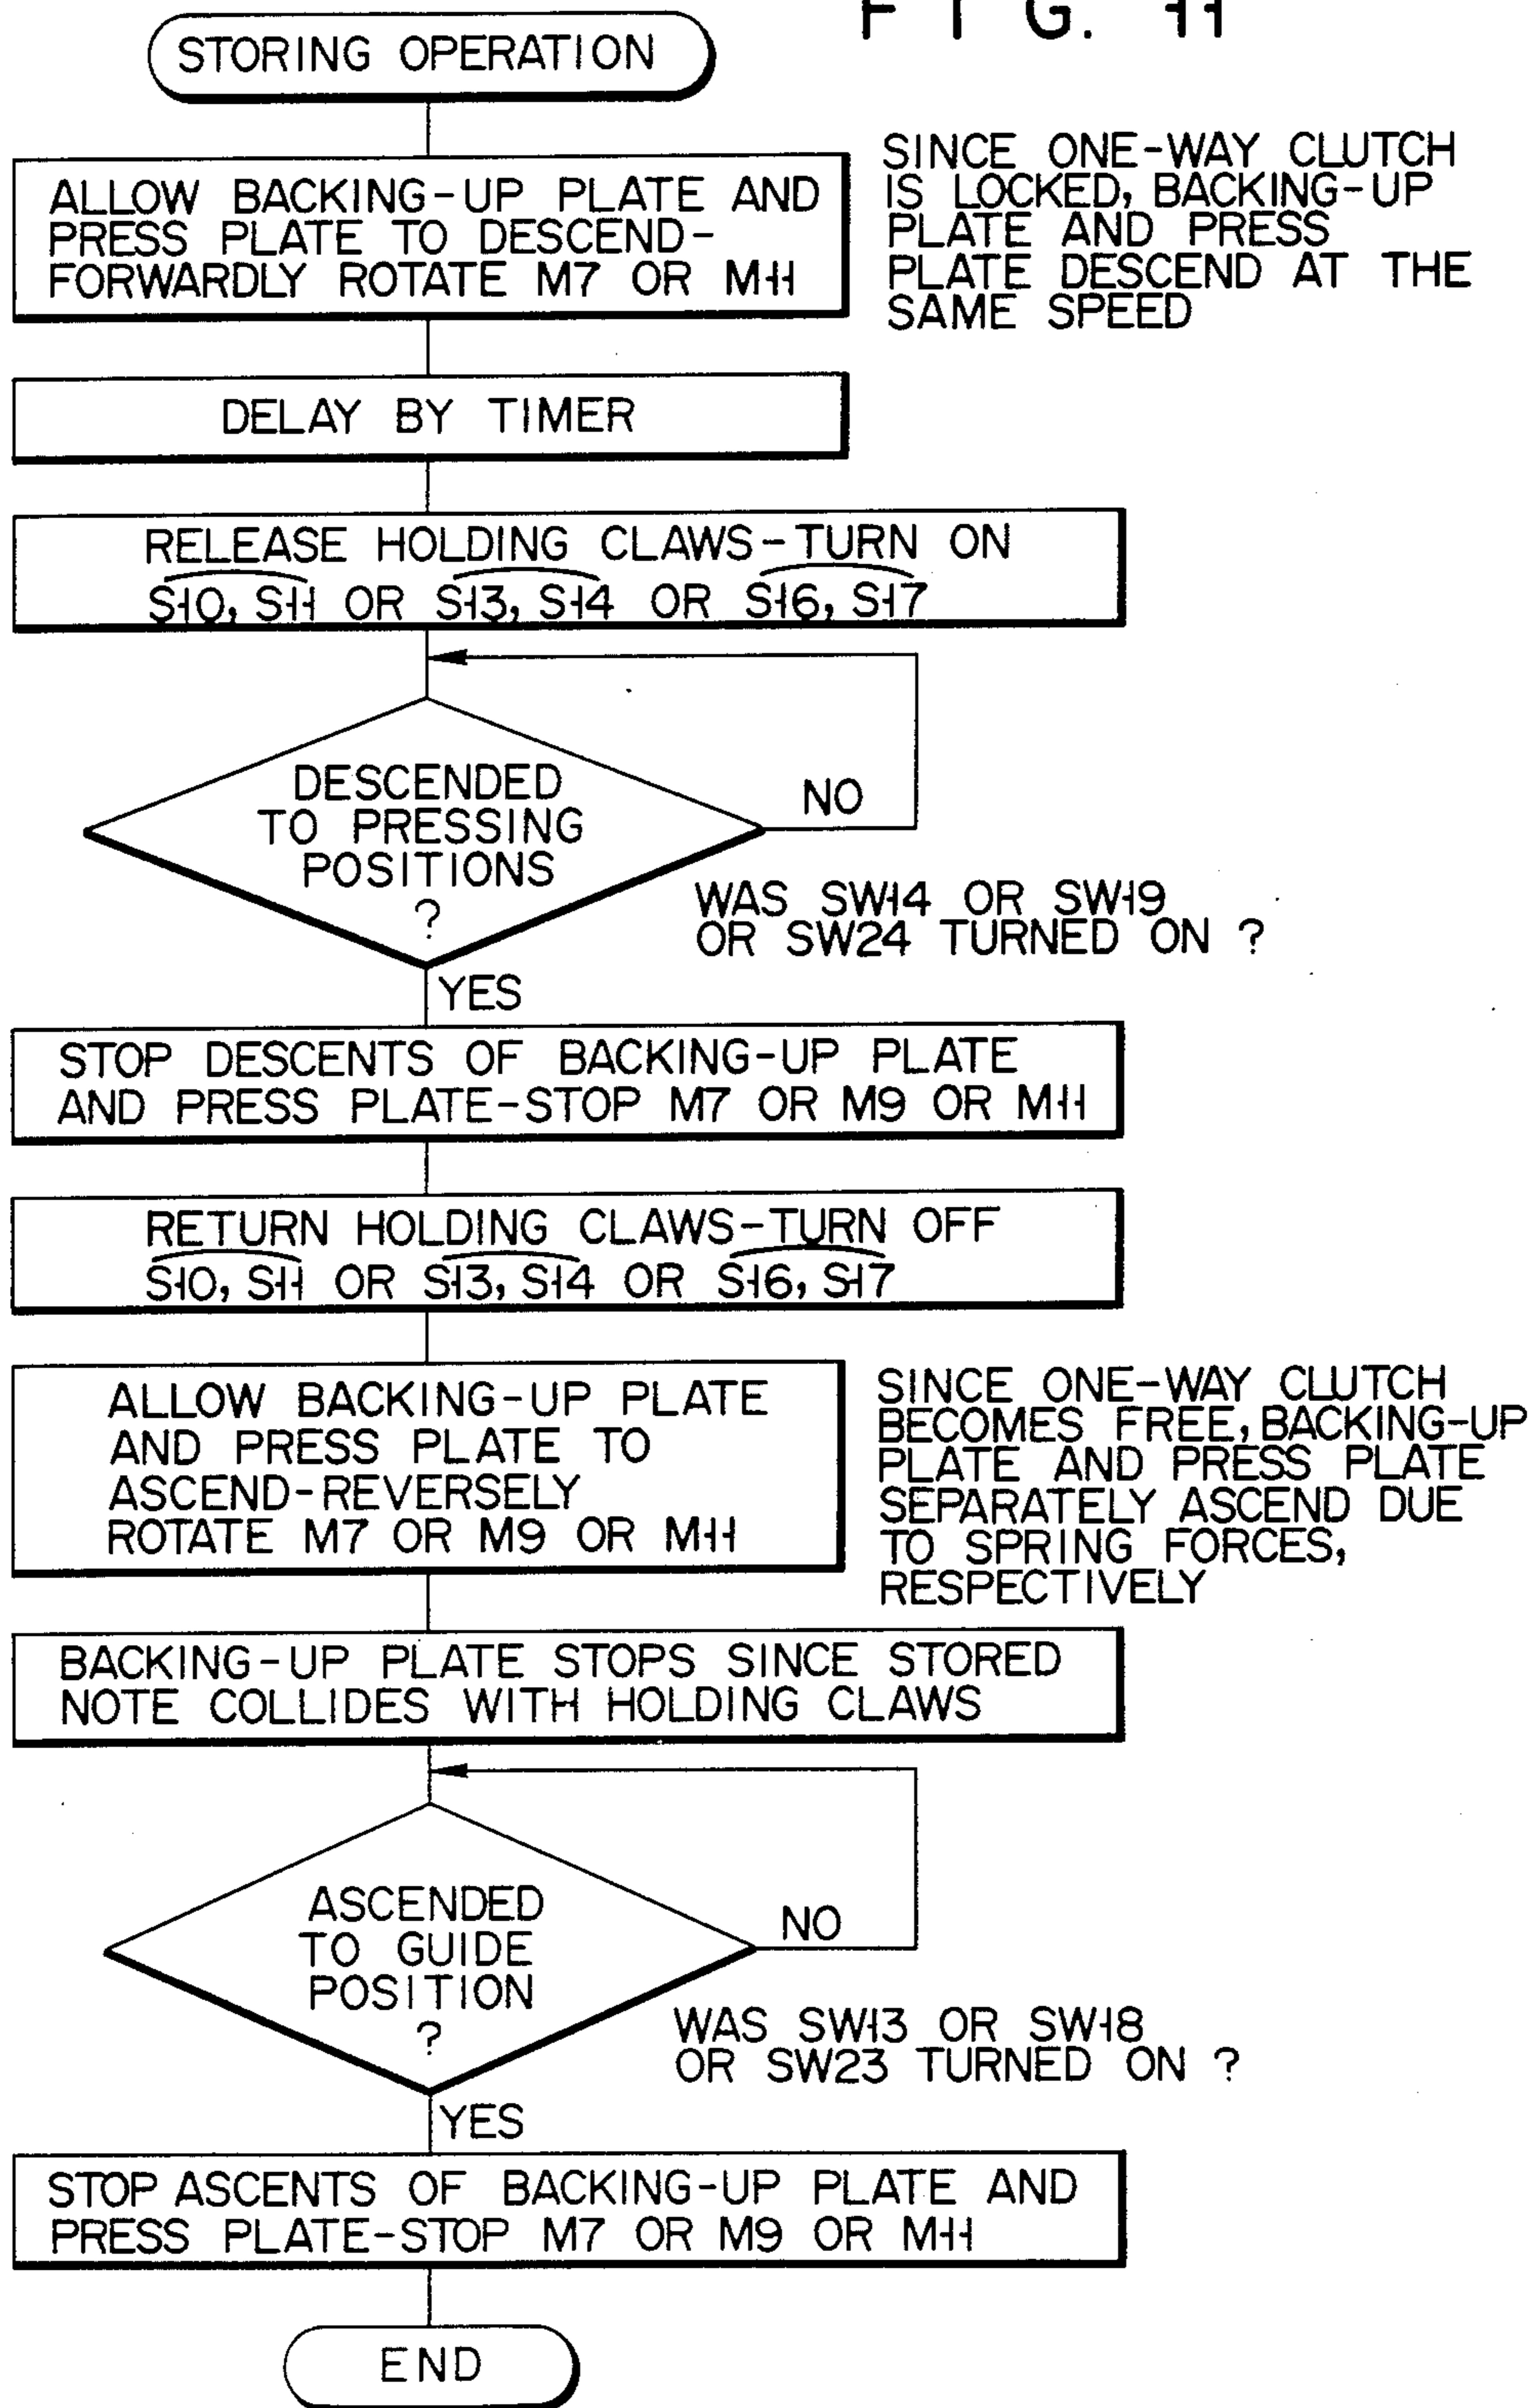 FIG. 11
STORING OPERATION
ALLOW BACKING-UP PLATE AND
PRESS PLATE TO DESCEND-
FORWARDLY ROTATE M7 OR M11
SINCE ONE-WAY CLUTCH
IS LOCKED, BACKING-UP
PLATE AND PRESS
PLATE DESCEND AT THE
SAME SPEED
DELAY BY TIMER
RELEASE HOLDING CLAWS-TURN ON
S10, S11 OR S13, S14 OR S16, S17
DESCENDED
TO PRESSING
POSITIONS
?
NO
WAS SW14 OR SW19
OR SW24 TURNED ON ?
YES
STOP DESCENTS OF BACKING-UP PLATE
AND PRESS PLATE-STOP M7 OR M9 OR M11
RETURN HOLDING CLAWS-TURN OFF
S10, S11 OR S13, S14 OR S16, S17
ALLOW BACKING-UP PLATE
AND PRESS PLATE TO
ASCEND-REVERSELY
ROTATE M7 OR M9 OR M11
SINCE ONE-WAY CLUTCH
BECOMES FREE, BACKING-UP
PLATE AND PRESS PLATE
SEPARATELY ASCEND DUE
TO SPRING FORCES,
RESPECTIVELY
BACKING-UP PLATE STOPS SINCE STORED
NOTE COLLIDES WITH HOLDING CLAWS
ASCENDED
TO GUIDE
POSITION
?
NO
WAS SW13 OR SW18
OR SW23 TURNED ON ?
YES
STOP ASCENTS OF BACKING-UP PLATE AND
PRESS PLATE-STOP M7 OR M9 OR M11
END